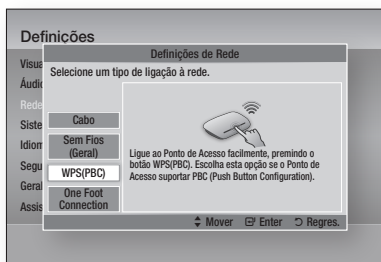 Definições
Definições de Rede
Selecione um tipo de ligação à rede.
Visua
Áudio
Rede
Siste
Idiom
Segu
Geral
Assis
Cabo
Sem Fios
(Geral)
WPS(PBC)
One Foot
Connection
Ligue ao Ponto de Acesso facilmente, premindo o
botão WPS(PBC). Escolha esta opção se o Ponto de
Acesso suportar PBC (Push Button Configuration).
Mover Enter Regres.